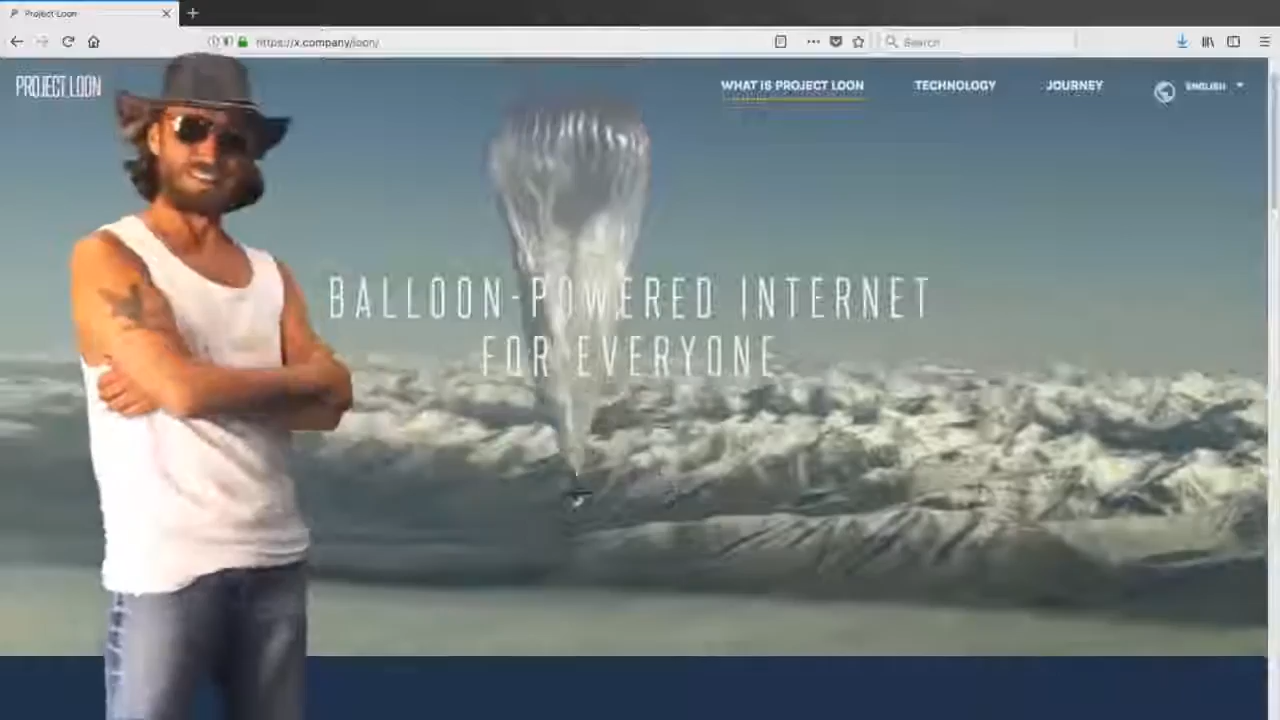 Project Loon
https://x.company/loon/
Search
PROJECT LOON
WHAT IS PROJECT LOON
TECHNOLOGY
JOURNEY
ENGLISH
BALLOON-POWERED INTERNET
FOR EVERYONE